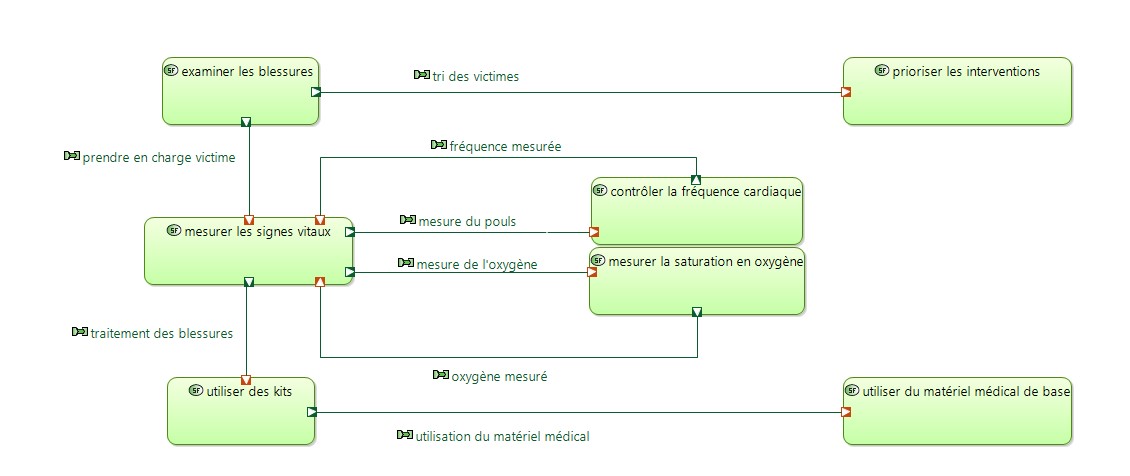 SF examiner les blessures
tri des victimes
SF prioriser les interventions
fréquence mesurée
prendre en charge victime
SF contrôler la fréquence cardiaque
mesure du pouls
SF mesurer les signes vitaux
mesure de l'oxygène
SF mesurer la saturation en oxygène
traitement des blessures
oxygène mesuré
SF utiliser des kits
SF utiliser du matériel médical de base
utilisation du matériel médical